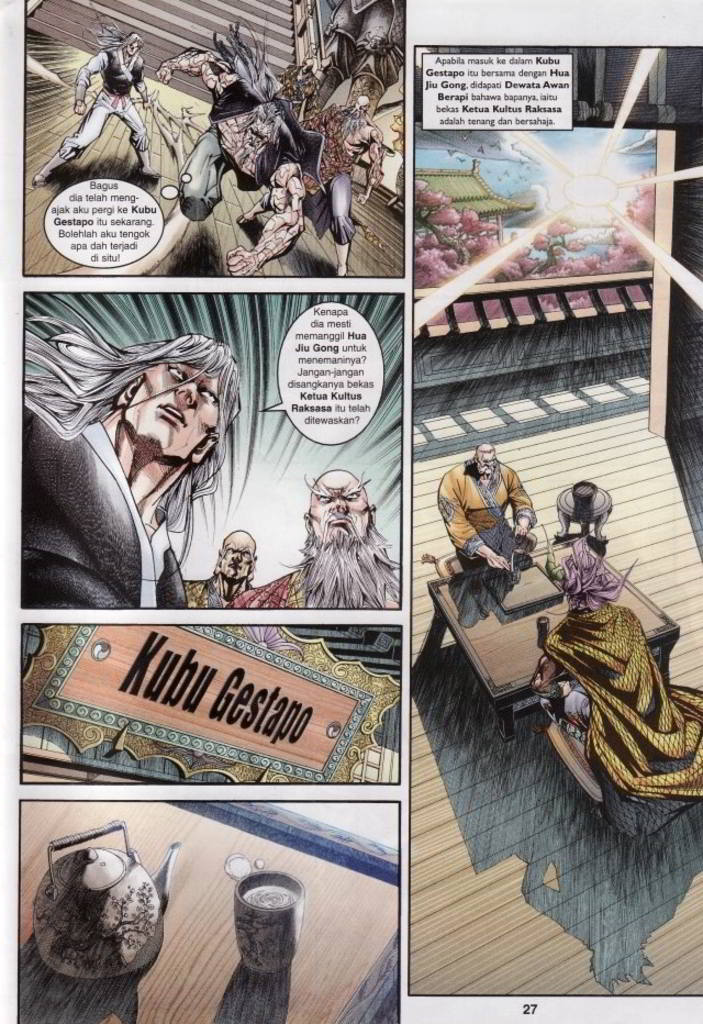 Bagus
dia telah meng-
ajak aku pergi ke Kubu
Gestapo itu sekarang.
Bolehlah aku tengok
apa dah terjadi
di situ!
Kenapa
dia mesti
memanggil Hua
Jiu Gong untuk
menemaninya?
Jangan-jangan
disangkanya bekas
Ketua Kultus
Raksasa itu telah
ditewaskan?
Kubu Gestapo
Apabila masuk ke dalam Kubu
Gestapo itu bersama dengan Hua
Jiu Gong, didapati Dewata Awan
Berapi bahawa bapanya, iaitu
bekas Ketua Kultus Raksasa
adalah tenang dan bersahaja.
27